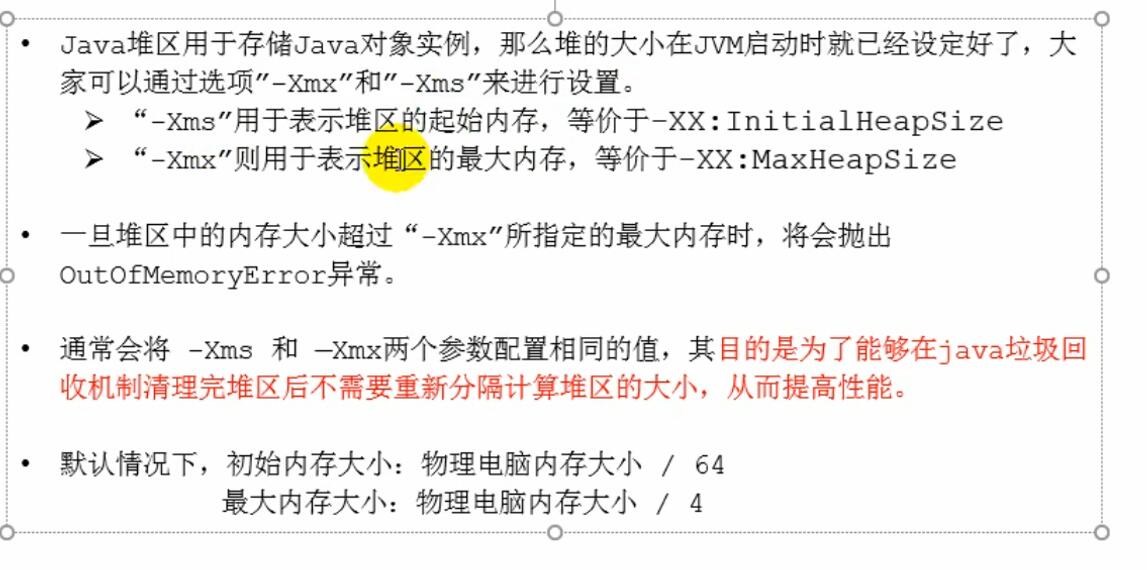 • Java堆区用于存储Java对象实例，那么堆的大小在JVM启动时就已经设定好了，大
家可以通过选项"-Xmx"和"-Xms"来进行设置。
➢ “-Xms”用于表示堆区的起始内存，等价于-XX:InitialHeapSize
➢ “-Xmx”则用于表示堆区的最大内存，等价于-XX:MaxHeapSize
• 一旦堆区中的内存大小超过“-Xmx”所指定的最大内存时，将会抛出
OutOfMemoryError异常。
• 通常会将 -Xms 和 –Xmx两个参数配置相同的值，其目的是为了能够在java垃圾回
收机制清理完堆区后不需要重新分隔计算堆区的大小，从而提高性能。
• 默认情况下，初始内存大小：物理电脑内存大小 / 64
最大内存大小：物理电脑内存大小 / 4